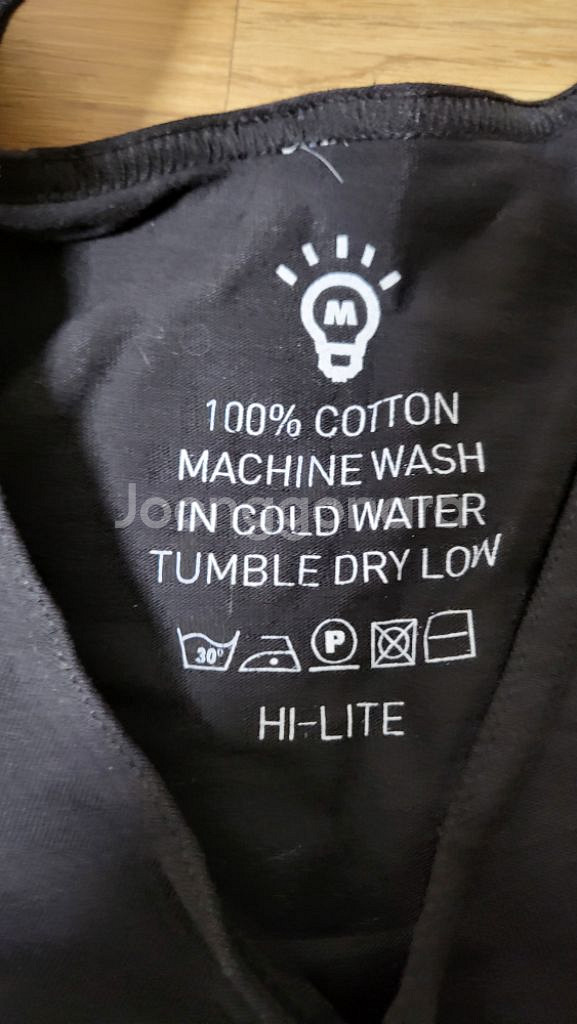 M
100% COTTON
MACHINE WASH
IN COLD WATER
TUMBLE DRY LOW
30° P
HI-LITE